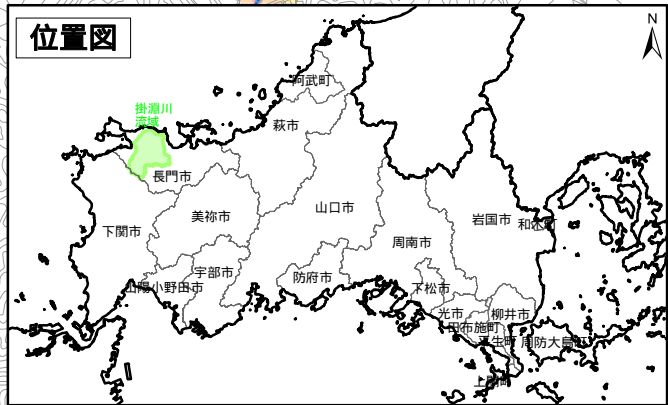 位置図
N
阿武町
掛淵川
流域
萩市
長門市
山口市
美祢市
岩国市
和木町
下関市
周南市
宇部市
防府市
山陽小野田市
下松市
光市
柳井市
田布施町
平生町
周防大島町
上関町